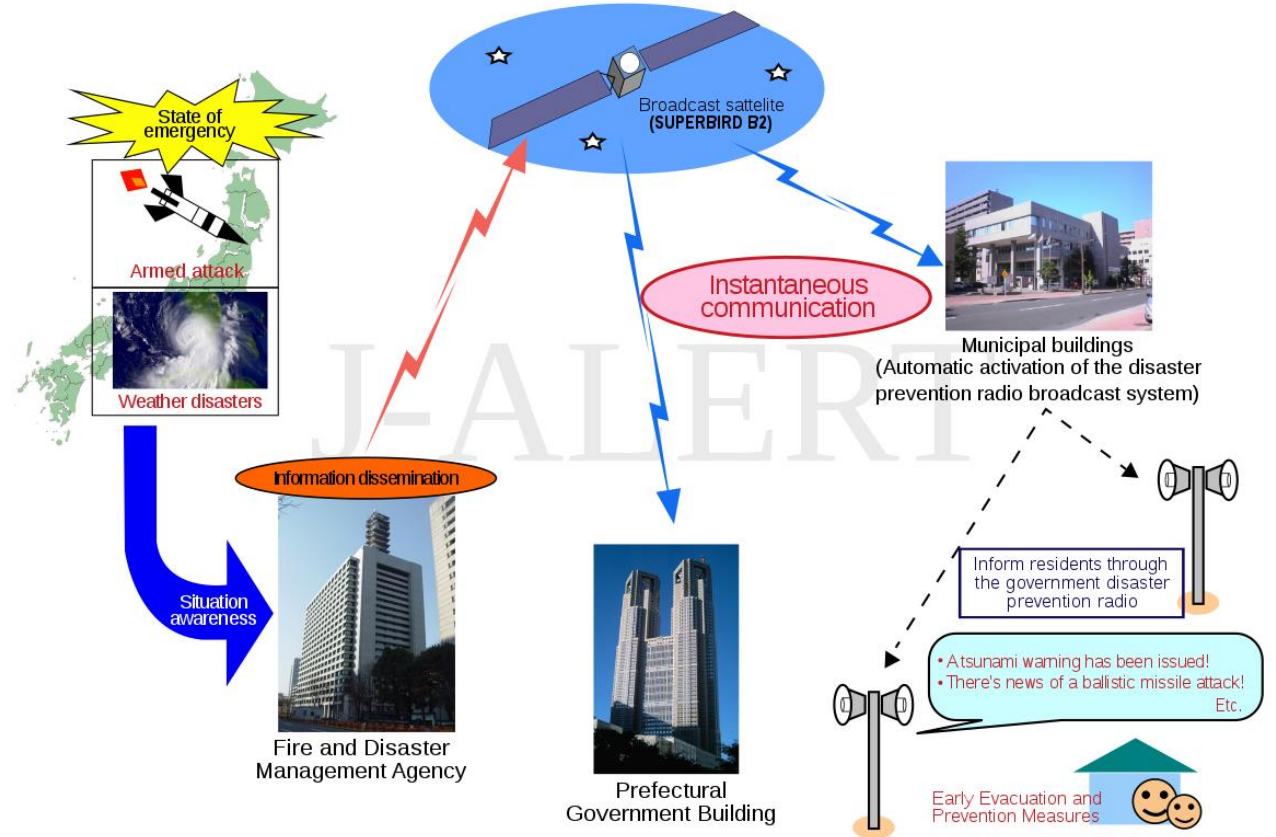 State of
emergency
Armed attack
Weather disasters
Situation
awareness
Information dissemination
Fire and Disaster
Management Agency
Broadcast sattelite
(SUPERBIRD B2)
Instantaneous
communication
J-ALERT
Prefectural
Government Building
Municipal buildings
(Automatic activation of the disaster
prevention radio broadcast system)
Inform residents through
the government disaster
prevention radio
• A tsunami warning has been issued!
• There's news of a ballistic missile attack!
Etc.
Early Evacuation and
Prevention Measures